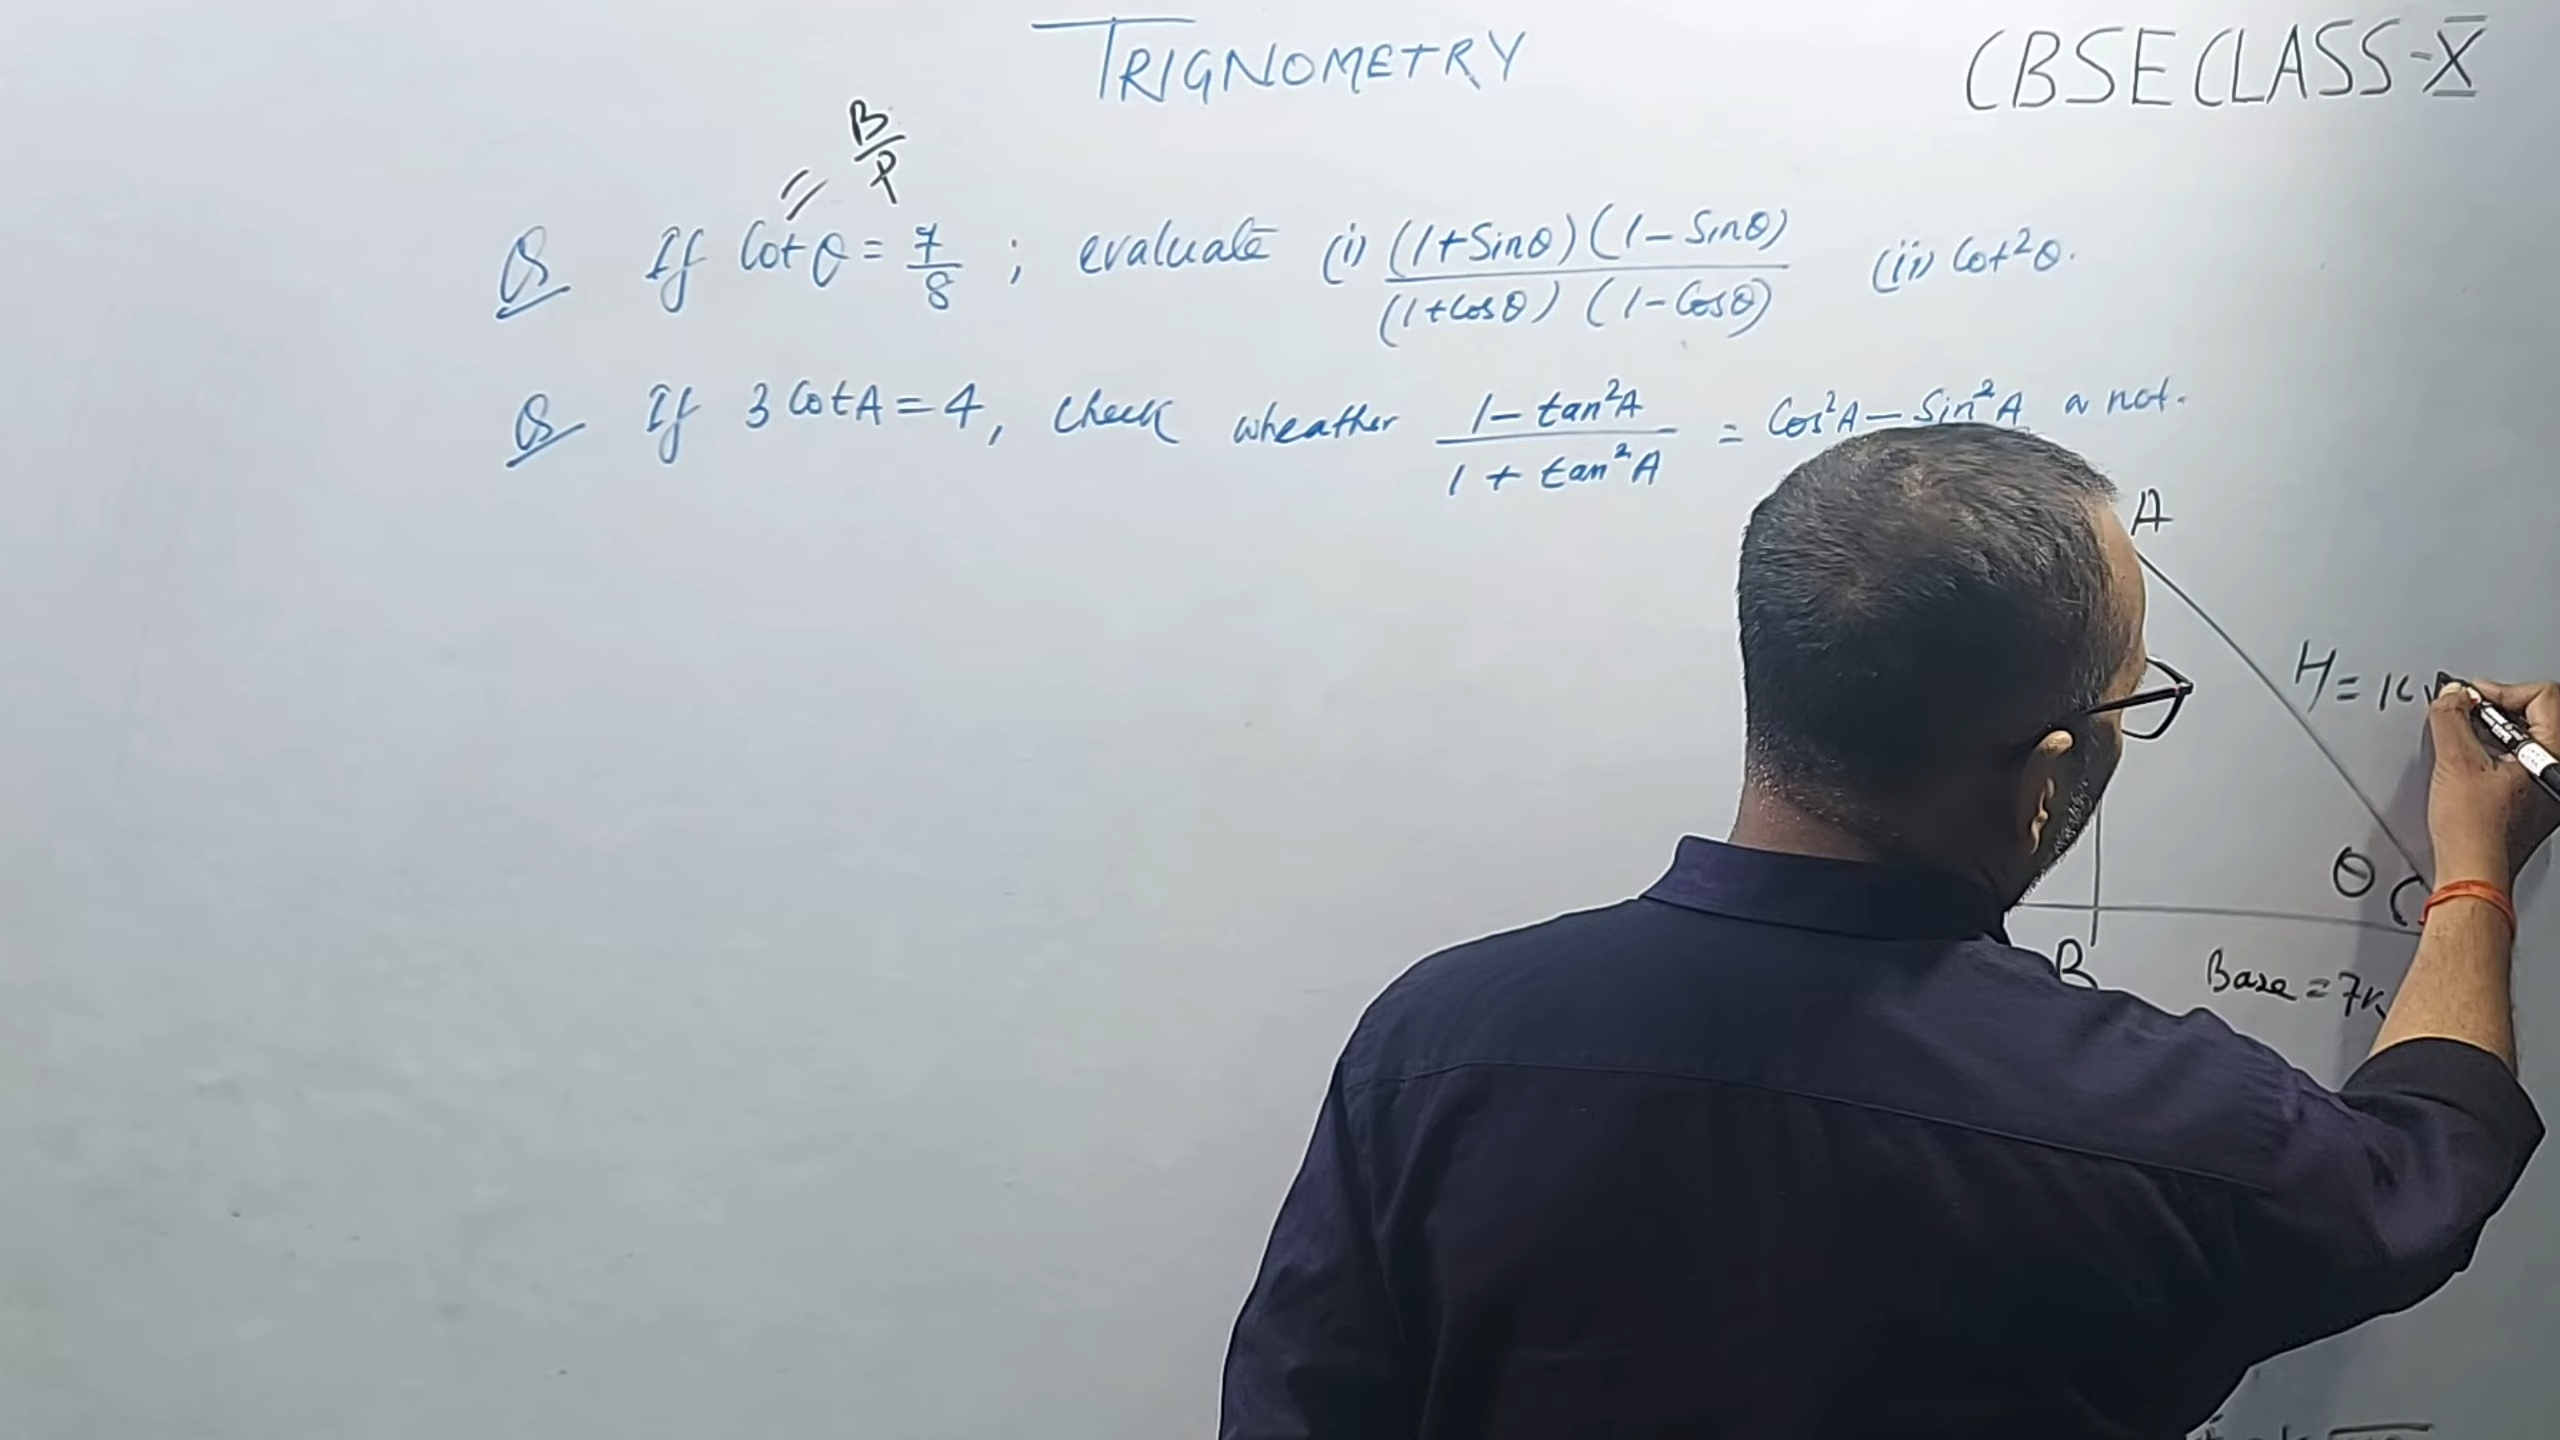 TRIGNOMETRY
CBSE CLASS-X
= B/P
Q If Cot θ = 7/8 ; evaluate (i) (1+Sinθ)(1-Sinθ)/(1+Cosθ)(1-Cosθ) (ii) Cot²θ.
Q If 3 Cot A = 4, Check wheather 1-tan²A/1+tan²A = Cos²A-Sin²A or not.
A
H = K
θ
B
Base = 7K